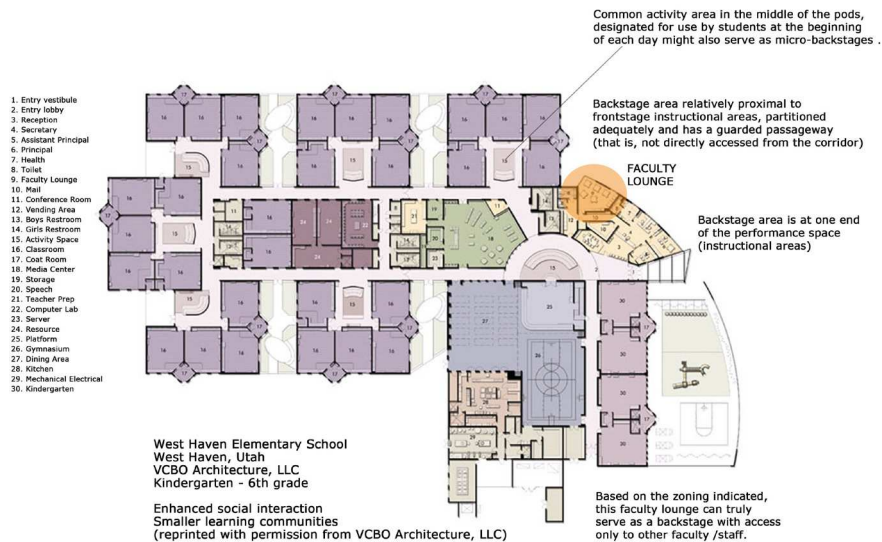 Common activity area in the middle of the pods,
designated for use by students at the beginning
of each day might also serve as micro-backstages .
1. Entry vestibule
2. Entry lobby
3. Reception
4. Secretary
5. Assistant Principal
6. Principal
7. Health
8. Toilet
9. Faculty Lounge
10. Mail
11. Conference Room
12. Vending Area
13. Boys Restroom
14. Girls Restroom
15. Activity Space
16. Classroom
17. Coat Room
18. Media Center
19. Storage
20. Speech
21. Teacher Prep
22. Computer Lab
23. Server
24. Resource
25. Platform
26. Gymnasium
27. Dining Area
28. Kitchen
29. Mechanical Electrical
30. Kindergarten
Backstage area relatively proximal to
frontstage instructional areas, partitioned
adequately and has a guarded passageway
(that is, not directly accessed from the corridor)
FACULTY
LOUNGE
Backstage area is at one end
of the performance space
(instructional areas)
West Haven Elementary School
West Haven, Utah
VCBO Architecture, LLC
Kindergarten - 6th grade
Enhanced social interaction
Smaller learning communities
(reprinted with permission from VCBO Architecture, LLC)
Based on the zoning indicated,
this faculty lounge can truly
serve as a backstage with access
only to other faculty /staff.